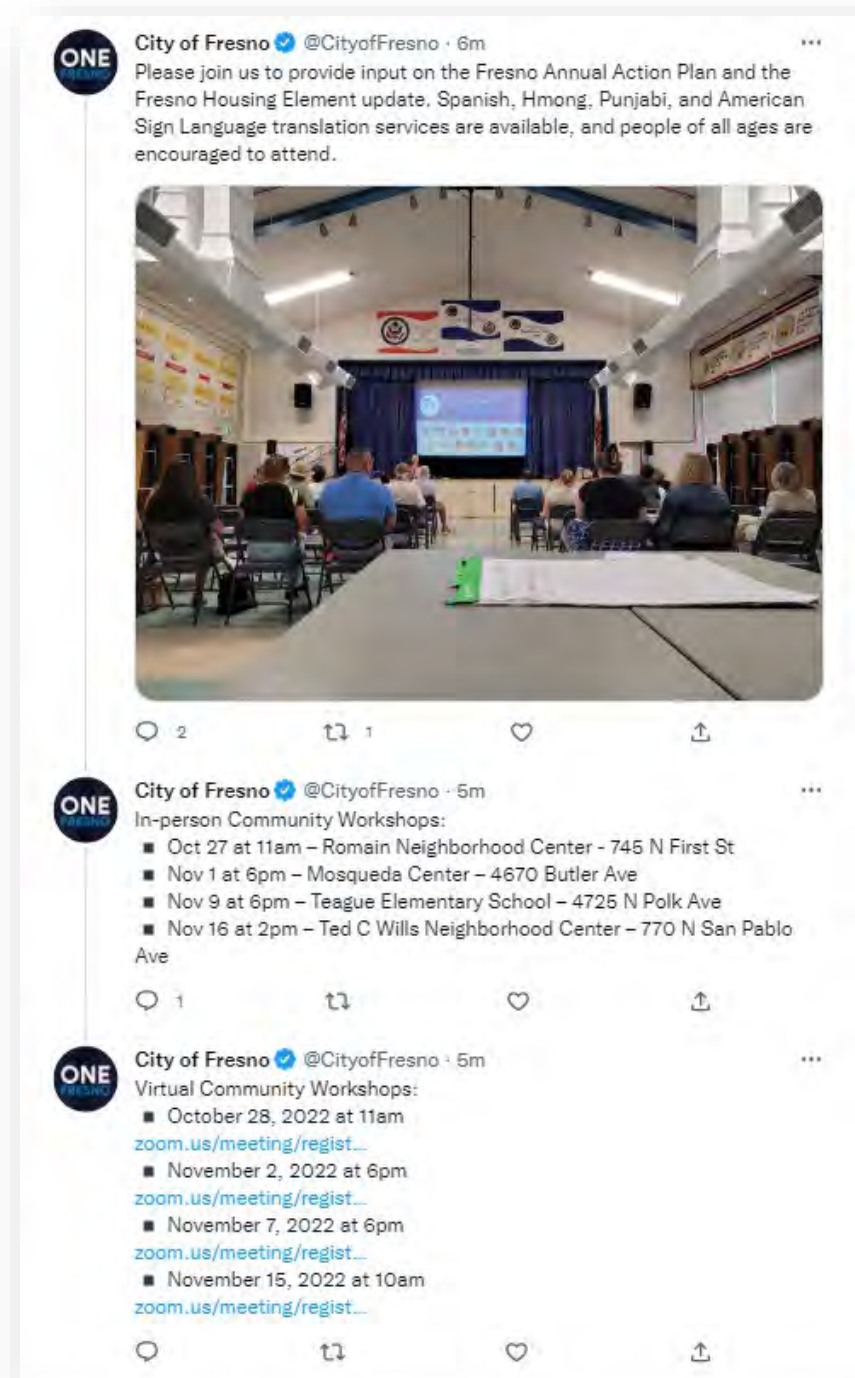 ONE
FRESNO
City of Fresno @CityofFresno · 6m
Please join us to provide input on the Fresno Annual Action Plan and the
Fresno Housing Element update. Spanish, Hmong, Punjabi, and American
Sign Language translation services are available, and people of all ages are
encouraged to attend.
2
1
ONE
FRESNO
City of Fresno @CityofFresno · 5m
In-person Community Workshops:
▪ Oct 27 at 11am – Romain Neighborhood Center - 745 N First St
▪ Nov 1 at 6pm – Mosqueda Center – 4670 Butler Ave
▪ Nov 9 at 6pm – Teague Elementary School – 4725 N Polk Ave
▪ Nov 16 at 2pm – Ted C Wills Neighborhood Center – 770 N San Pablo
Ave
1
ONE
FRESNO
City of Fresno @CityofFresno · 5m
Virtual Community Workshops:
▪ October 28, 2022 at 11am
zoom.us/meeting/regist...
▪ November 2, 2022 at 6pm
zoom.us/meeting/regist...
▪ November 7, 2022 at 6pm
zoom.us/meeting/regist...
▪ November 15, 2022 at 10am
zoom.us/meeting/regist...